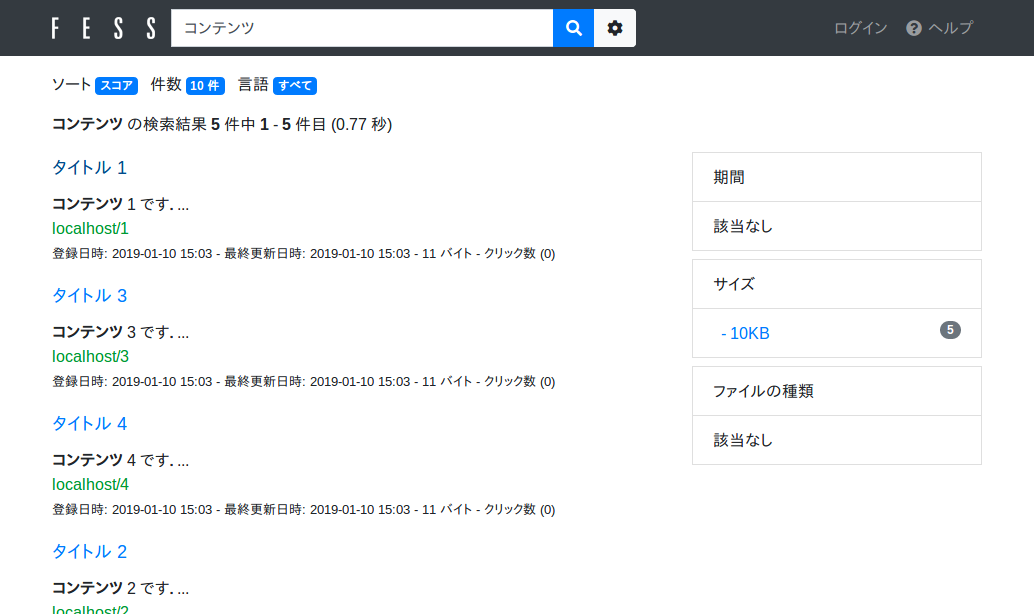 FESS コンテンツ ログイン ヘルプ
ソート スコア 件数 10 件 言語 すべて
コンテンツ の検索結果 5 件中 1 - 5 件目 (0.77 秒)
タイトル 1
コンテンツ 1 です. ...
localhost/1
登録日時: 2019-01-10 15:03 - 最終更新日時: 2019-01-10 15:03 - 11 バイト - クリック数 (0)
タイトル 3
コンテンツ 3 です. ...
localhost/3
登録日時: 2019-01-10 15:03 - 最終更新日時: 2019-01-10 15:03 - 11 バイト - クリック数 (0)
タイトル 4
コンテンツ 4 です. ...
localhost/4
登録日時: 2019-01-10 15:03 - 最終更新日時: 2019-01-10 15:03 - 11 バイト - クリック数 (0)
タイトル 2
コンテンツ 2 です. ...
localhost/2
期間
該当なし
サイズ
- 10KB 5
ファイルの種類
該当なし